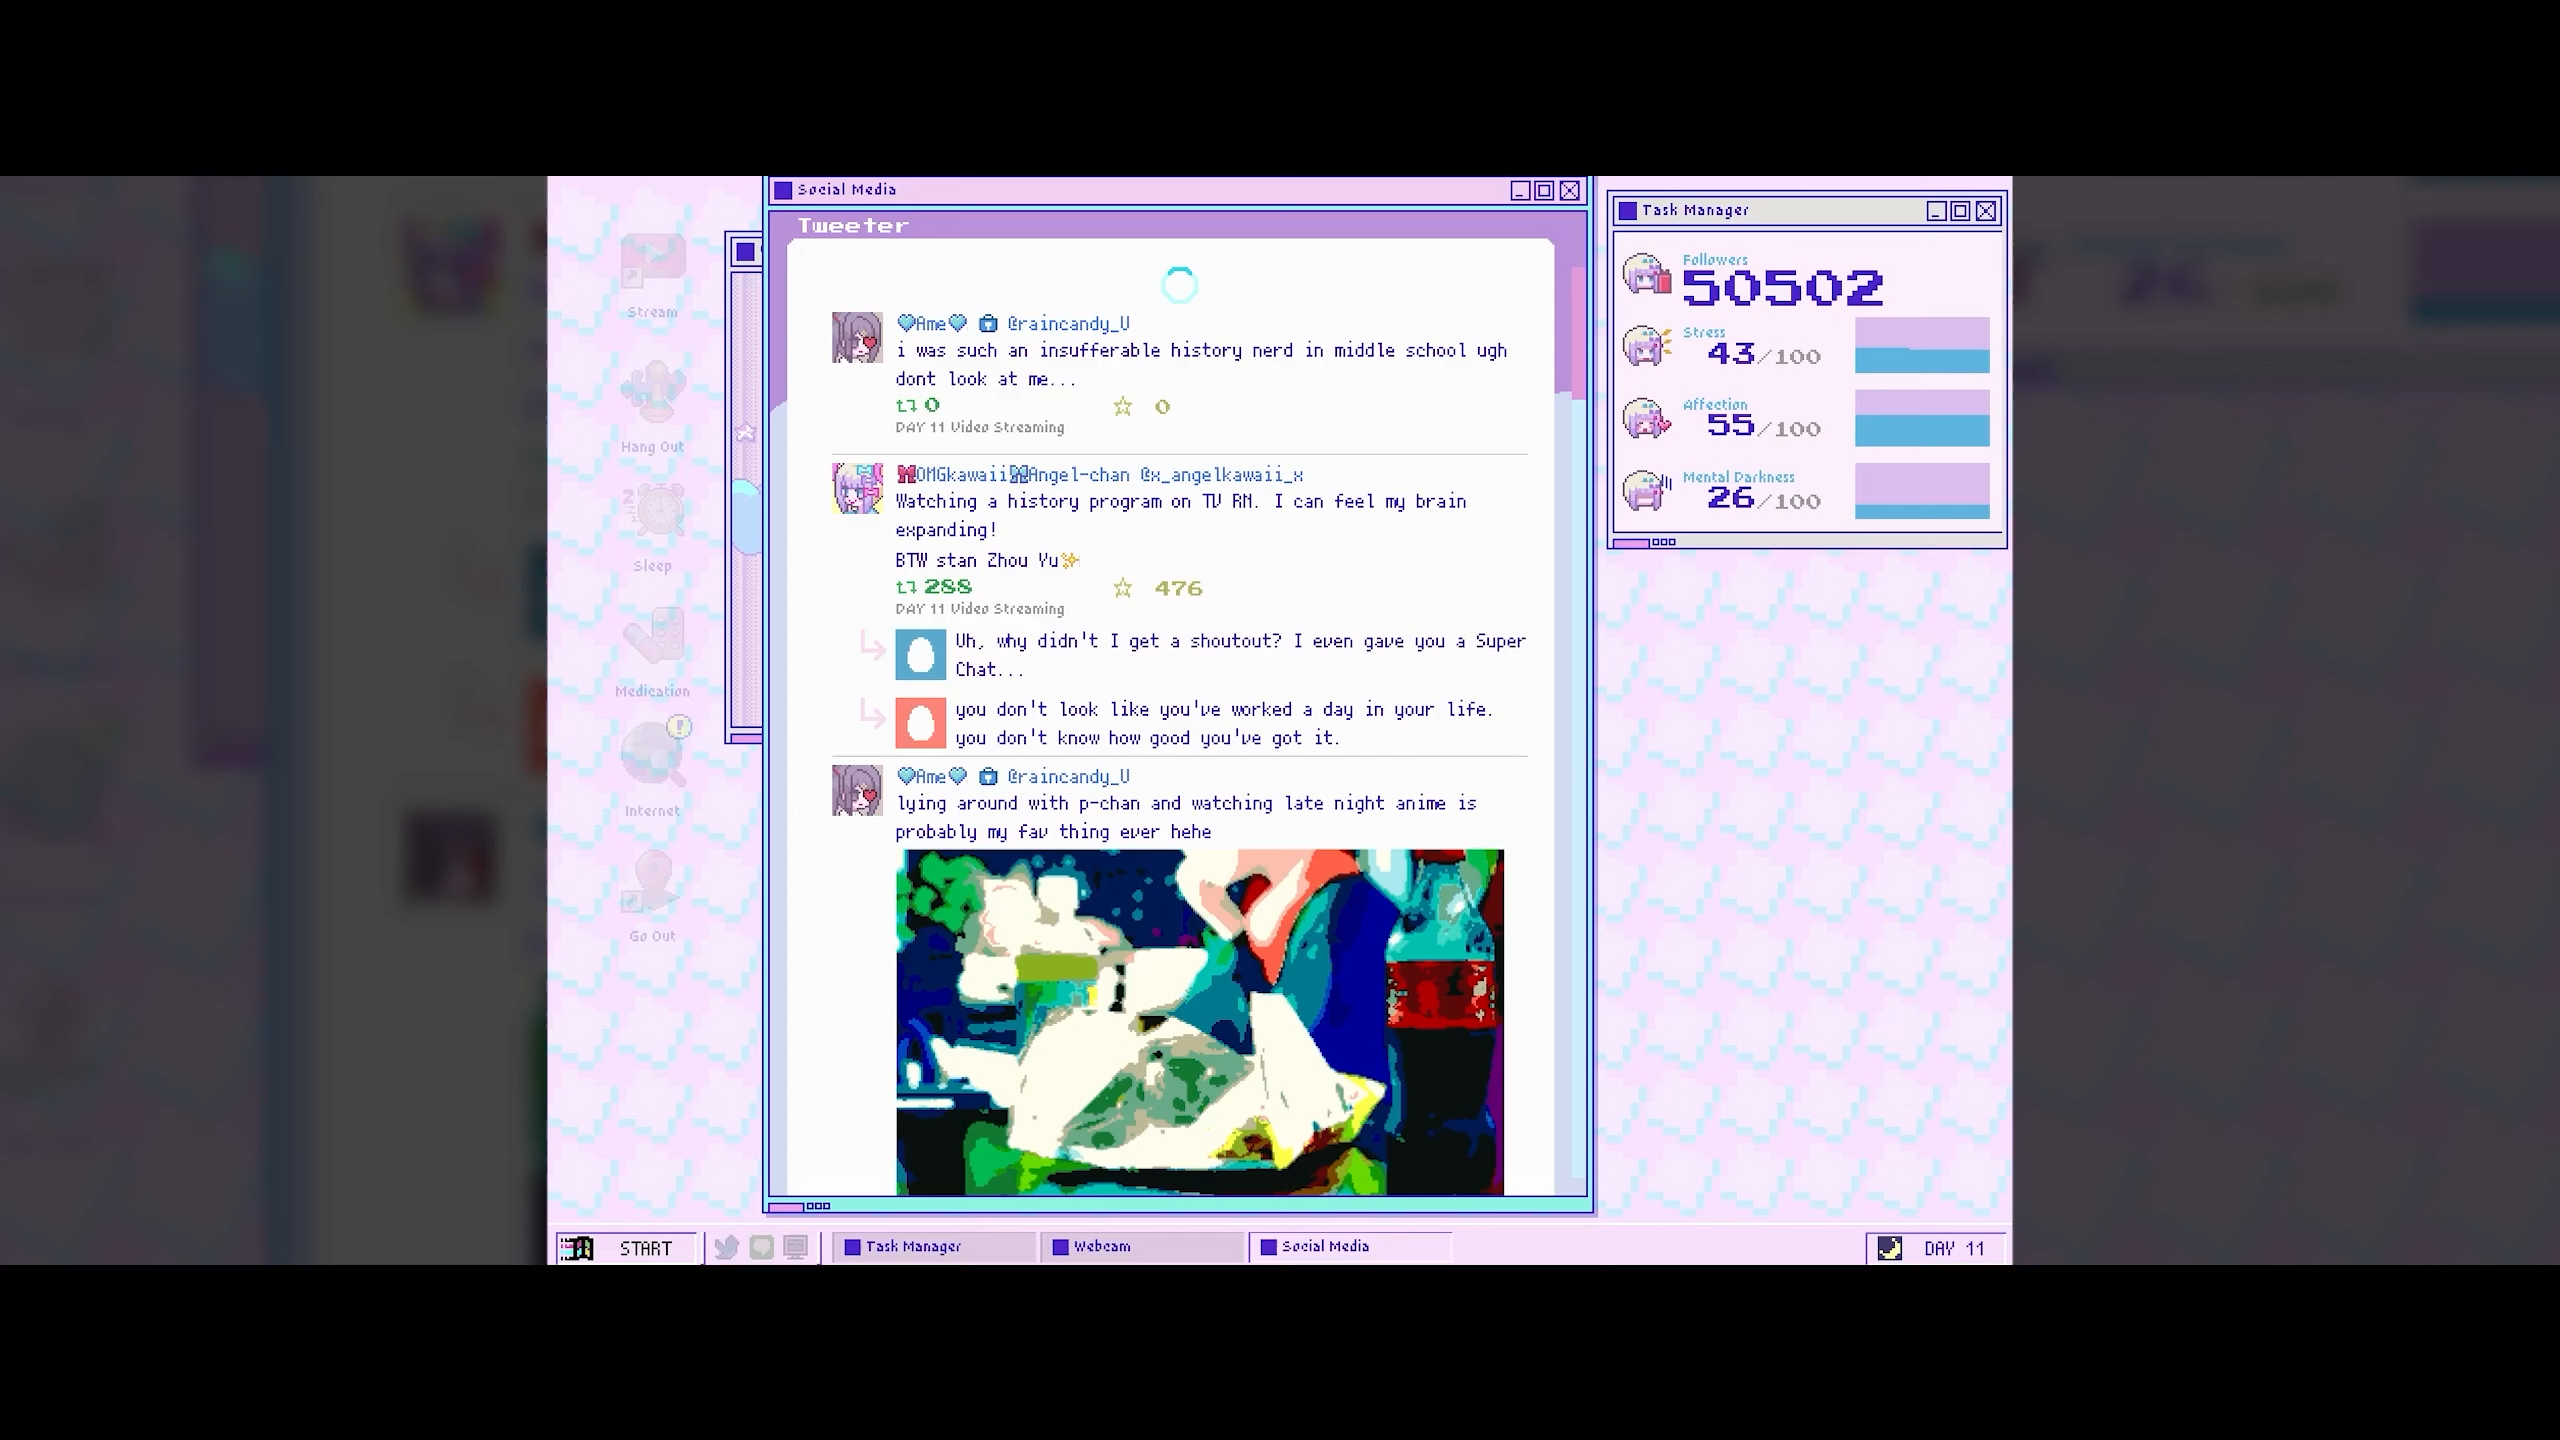 Social Media
Tweeter
Ame @raincandy_U
i was such an insufferable history nerd in middle school ugh
dont look at me...
0 0
DAY 11 Video Streaming
OMGkawaii Angel-chan @x_angelkawaii_x
Watching a history program on TV RN. I can feel my brain
expanding!
BTW stan Zhou Yu
288 476
DAY 11 Video Streaming
Uh, why didn't I get a shoutout? I even gave you a Super
Chat...
you don't look like you've worked a day in your life.
you don't know how good you've got it.
Ame @raincandy_U
lying around with p-chan and watching late night anime is
probably my fav thing ever hehe
Stream
Hang Out
Sleep
Medication
Internet
Go Out
Task Manager
Followers
50502
Stress
43/100
Affection
55/100
Mental Darkness
26/100
START
Task Manager
Webcam
Social Media
DAY 11